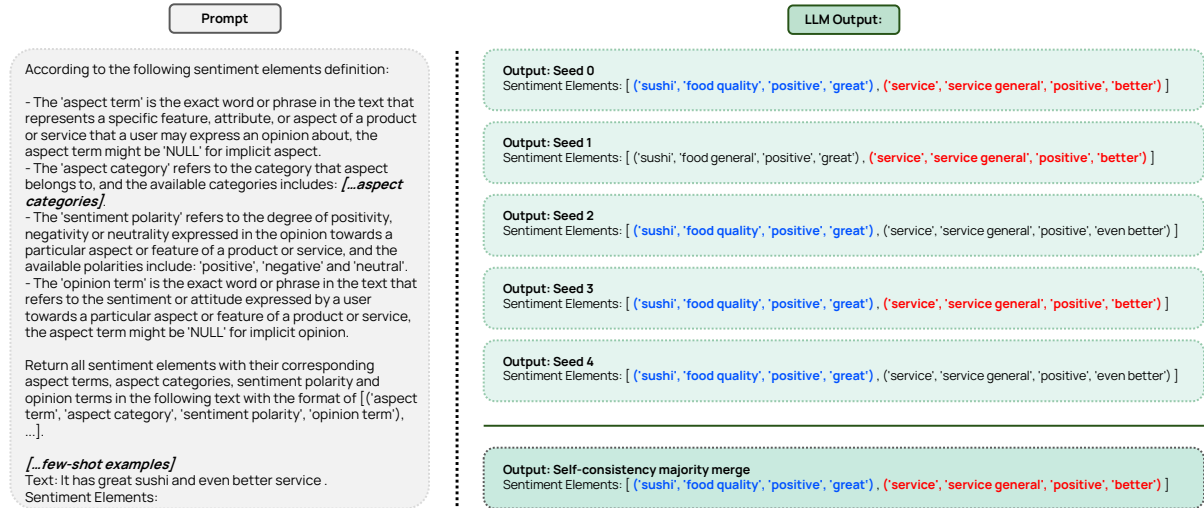 Prompt
According to the following sentiment elements definition:
- The 'aspect term' is the exact word or phrase in the text that
represents a specific feature, attribute, or aspect of a product
or service that a user may express an opinion about, the
aspect term might be 'NULL' for implicit aspect.
- The 'aspect category' refers to the category that aspect
belongs to, and the available categories includes: [...aspect
categories].
- The 'sentiment polarity' refers to the degree of positivity,
negativity or neutrality expressed in the opinion towards a
particular aspect or feature of a product or service, and the
available polarities include: 'positive', 'negative' and 'neutral'.
- The 'opinion term' is the exact word or phrase in the text that
refers to the sentiment or attitude expressed by a user
towards a particular aspect or feature of a product or service,
the aspect term might be 'NULL' for implicit opinion.
Return all sentiment elements with their corresponding
aspect terms, aspect categories, sentiment polarity and
opinion terms in the following text with the format of [('aspect
term', 'aspect category', 'sentiment polarity', 'opinion term'),
...].
[...few-shot examples]
Text: It has great sushi and even better service .
Sentiment Elements:
LLM Output:
Output: Seed 0
Sentiment Elements: [ ('sushi', 'food quality', 'positive', 'great') , ('service', 'service general', 'positive', 'better') ]
Output: Seed 1
Sentiment Elements: [ ('sushi', 'food general', 'positive', 'great') , ('service', 'service general', 'positive', 'better') ]
Output: Seed 2
Sentiment Elements: [ ('sushi', 'food quality', 'positive', 'great') , ('service', 'service general', 'positive', 'even better') ]
Output: Seed 3
Sentiment Elements: [ ('sushi', 'food quality', 'positive', 'great') , ('service', 'service general', 'positive', 'better') ]
Output: Seed 4
Sentiment Elements: [ ('sushi', 'food quality', 'positive', 'great') , ('service', 'service general', 'positive', 'even better') ]
Output: Self-consistency majority merge
Sentiment Elements: [ ('sushi', 'food quality', 'positive', 'great') , ('service', 'service general', 'positive', 'better') ]